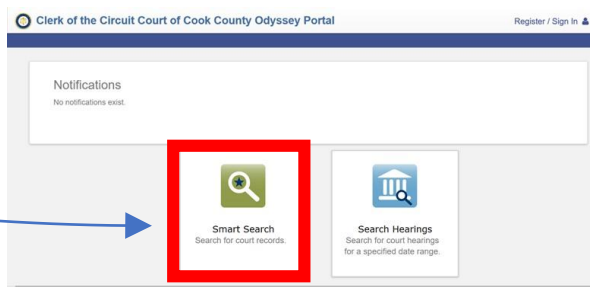 Clerk of the Circuit Court of Cook County Odyssey Portal
Register / Sign In
Notifications
No notifications exist.
Smart Search
Search for court records.
Search Hearings
Search for court hearings
for a specified date range.